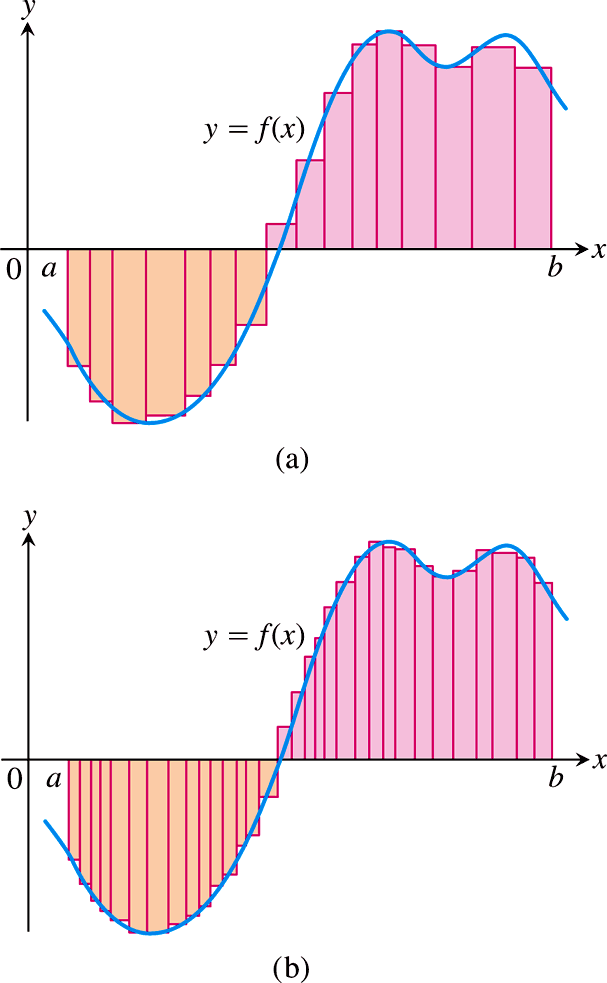 y
y = f(x)
0 a b x
(a)
y
y = f(x)
0 a b x
(b)